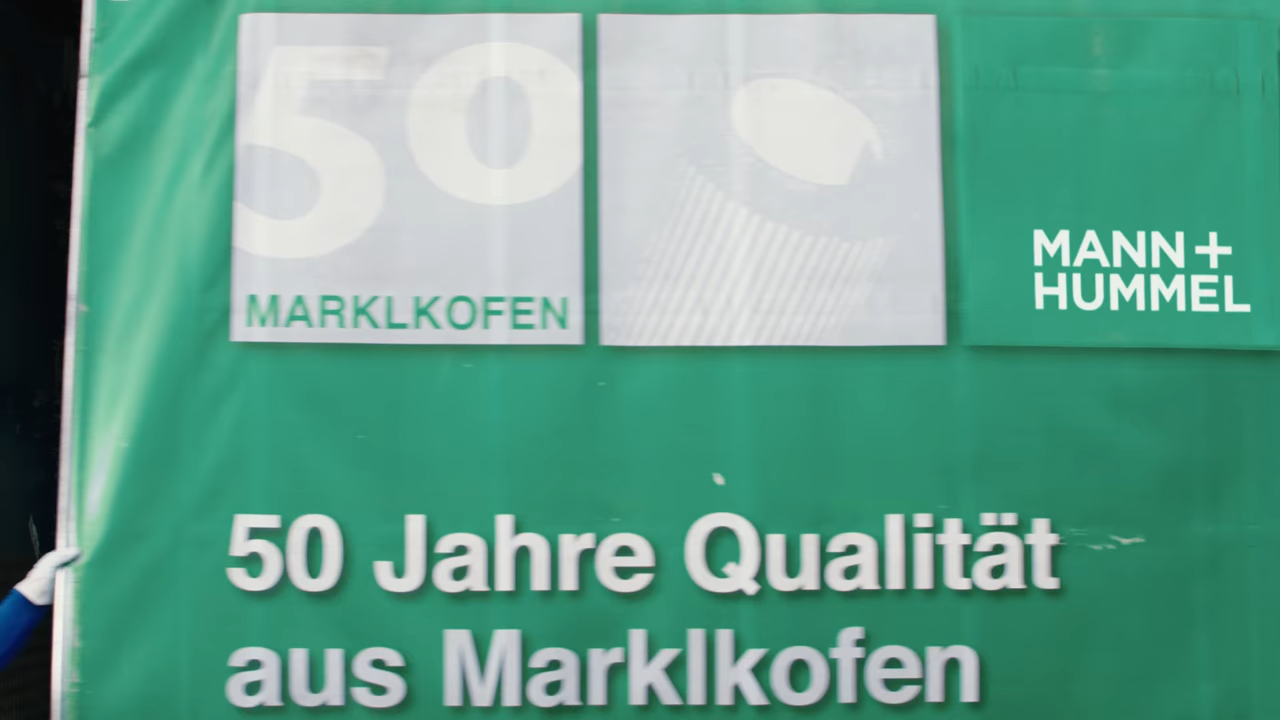 50
MARKLKOFEN
MANN+
HUMMEL
50 Jahre Qualität
aus Marklkofen